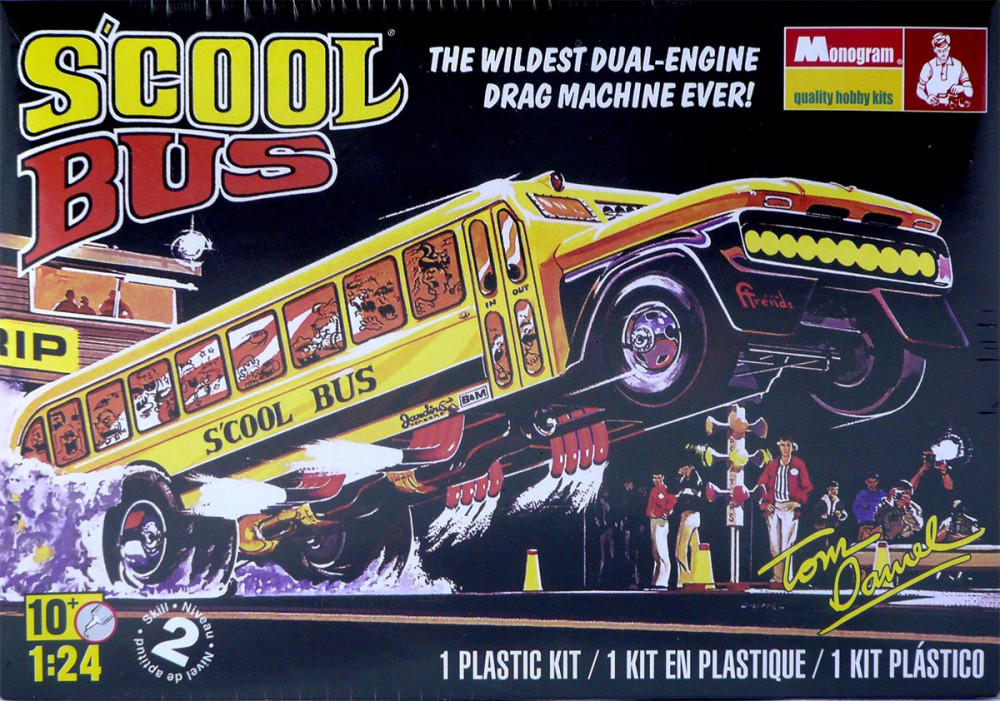 S'COOL®
BUS
THE WILDEST DUAL-ENGINE
DRAG MACHINE EVER!
Monogram®
quality hobby kits
RIP
IN OUT
Frends
S'COOL BUS
Jardine
HEADERS
B&M
Tom
Daniel
10+
1:24
Skill • Niveau • Nivel de aptitud •
2
1 PLASTIC KIT / 1 KIT EN PLASTIQUE / 1 KIT PLÁSTICO